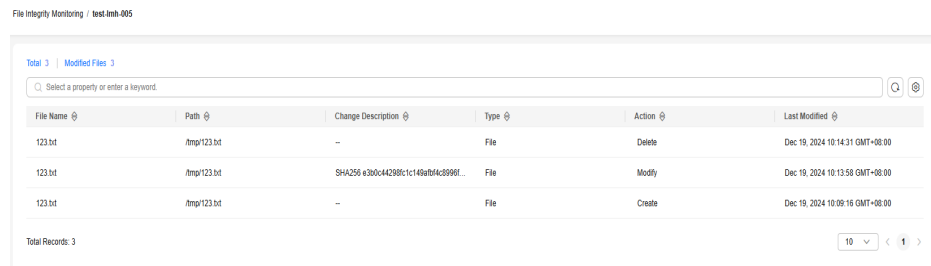 File Integrity Monitoring / test-lmh-005
Total 3 | Modified Files 3
Select a property or enter a keyword.
File Name Path Change Description Type Action Last Modified
123.txt /tmp/123.txt -- File Delete Dec 19, 2024 10:14:31 GMT+08:00
123.txt /tmp/123.txt SHA256 e3b0c44298fc1c149afbf4c8996f... File Modify Dec 19, 2024 10:13:58 GMT+08:00
123.txt /tmp/123.txt -- File Create Dec 19, 2024 10:09:16 GMT+08:00
Total Records: 3 10 < 1 >